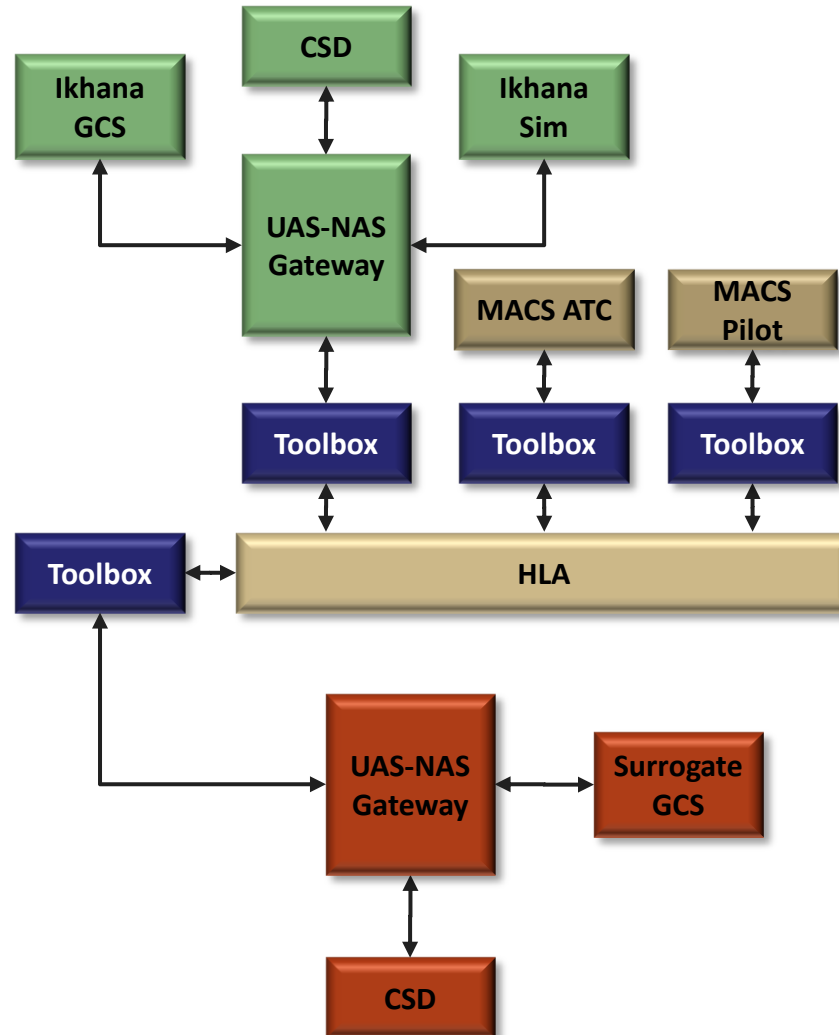 CSD
Ikhana
GCS
Ikhana
Sim
UAS-NAS
Gateway
MACS ATC
MACS
Pilot
Toolbox
Toolbox
Toolbox
Toolbox
HLA
UAS-NAS
Gateway
Surrogate
GCS
CSD